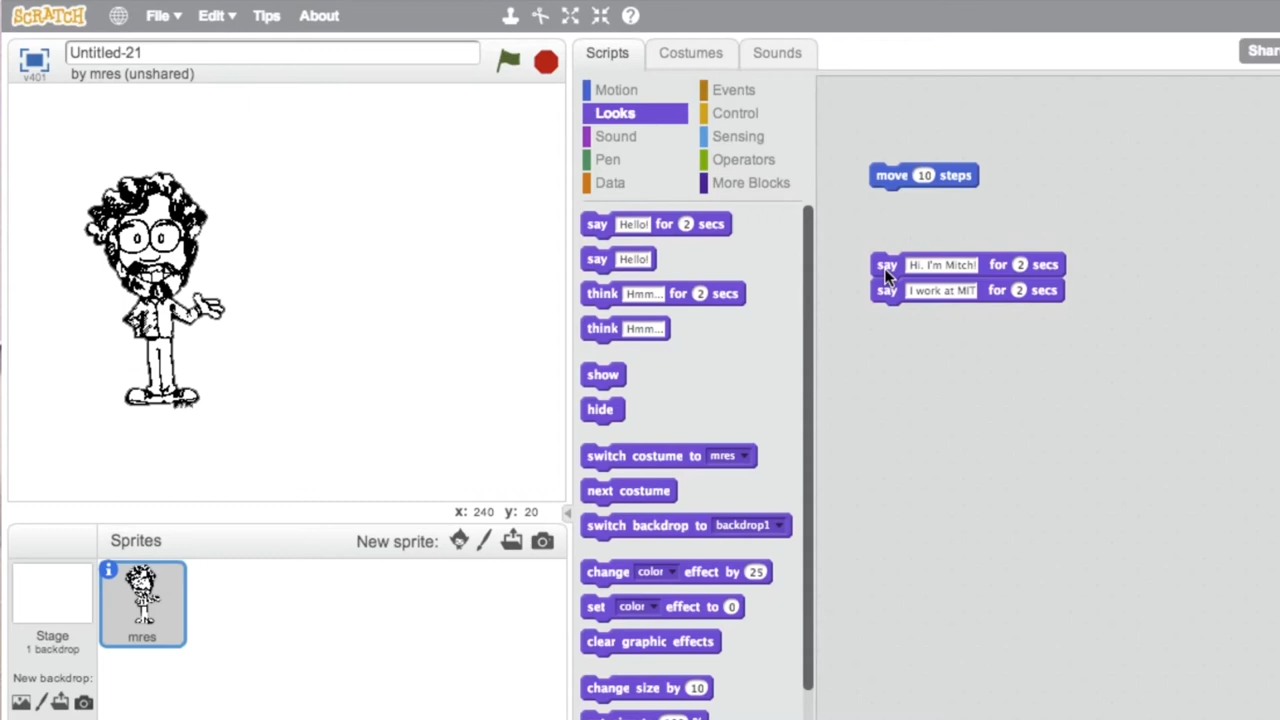 SCRATCH File Edit Tips About
Untitled-21
v401 by mres (unshared)
Scripts Costumes Sounds
Motion Events
Looks Control
Sound Sensing
Pen Operators
Data More Blocks
say Hello! for 2 secs
say Hello!
think Hmm... for 2 secs
think Hmm...
show
hide
switch costume to mres
next costume
switch backdrop to backdrop1
change color effect by 25
set color effect to 0
clear graphic effects
change size by 10
move 10 steps
say Hi, I'm Mitch! for 2 secs
say I work at MIT for 2 secs
x: 240 y: 20
Sprites New sprite:
Stage
1 backdrop
New backdrop:
mres